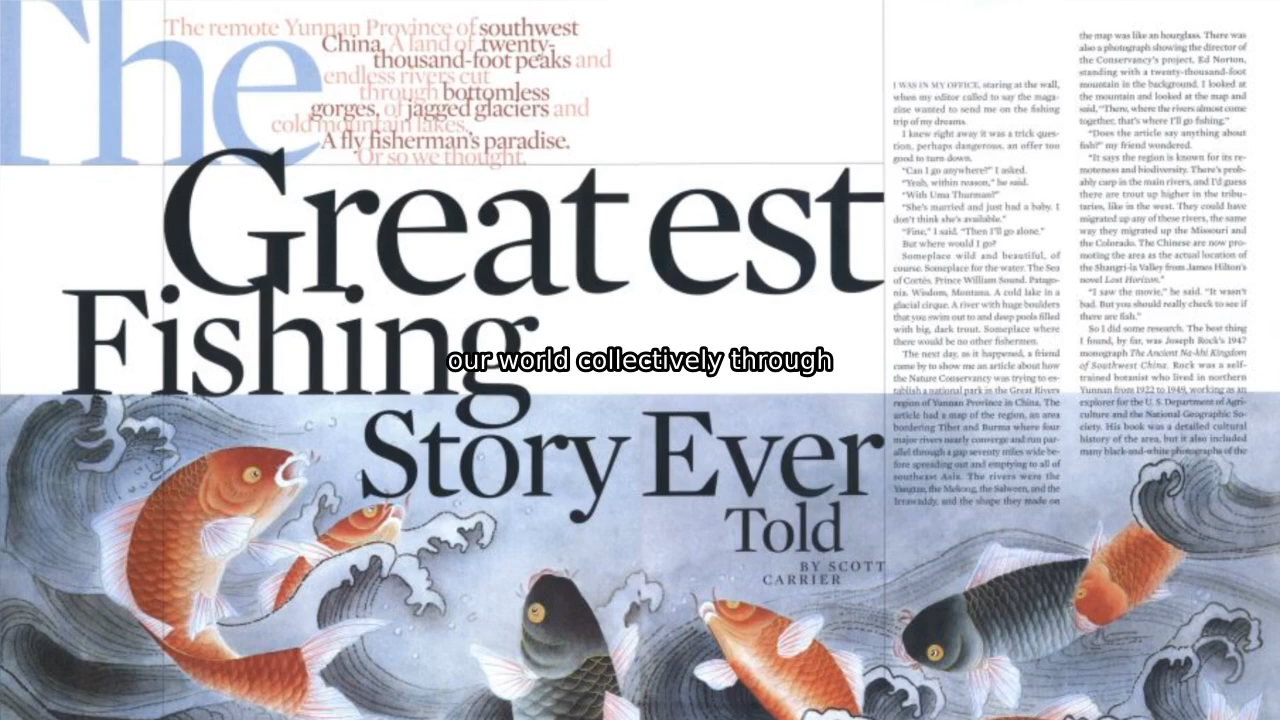 The
The remote Yunnan Province of southwest
China. A land of twenty-
thousand-foot peaks and
endless rivers cut
through bottomless
gorges, of jagged glaciers and
cold mountain lakes.
A fly fisherman's paradise.
Or so we thought.
Great est
Fishing
Story Ever
Told
BY SCOTT
CARRIER
our world collectively through
I WAS IN MY OFFICE, staring at the wall,
when my editor called to say the maga-
zine wanted to send me on the fishing
trip of my dreams.
I knew right away it was a trick ques-
tion, perhaps dangerous, an offer too
good to turn down.
"Can I go anywhere?" I asked.
"Yeah, within reason," he said.
"With Uma Thurman?"
"She's married and just had a baby. I
don't think she's available."
"Fine," I said. "Then I'll go alone."
But where would I go?
Someplace wild and beautiful, of
course. Someplace for the water. The Sea
of Cortés. Prince William Sound. Patago-
nia. Wisdom, Montana. A cold lake in a
glacial cirque. A river with huge boulders
that you swim out to and deep pools filled
with big, dark trout. Someplace where
there would be no other fishermen.
The next day, as it happened, a friend
came by to show me an article about how
the Nature Conservancy was trying to es-
tablish a national park in the Great Rivers
region of Yunnan Province in China. The
article had a map of the region, an area
bordering Tibet and Burma where four
major rivers nearly converge and run par-
allel through a gap seventy miles wide be-
fore spreading out and emptying to all of
southeast Asia. The rivers were the
Yangtze, the Mekong, the Salween, and the
Irrawaddy, and the shape they made on
the map was like an hourglass. There was
also a photograph showing the director of
the Conservancy's project, Ed Norton,
standing with a twenty-thousand-foot
mountain in the background. I looked at
the mountain and looked at the map and
said, "There, where the rivers almost come
together, that's where I'll go fishing."
"Does the article say anything about
fish?" my friend wondered.
"It says the region is known for its re-
moteness and biodiversity. There's prob-
ably carp in the main rivers, and I'd guess
there are trout up higher in the tribu-
taries, like in the west. They could have
migrated up any of these rivers, the same
way they migrated up the Missouri and
the Colorado. The Chinese are now pro-
moting the area as the actual location of
the Shangri-la Valley from James Hilton's
novel Lost Horizon."
"I saw the movie," he said. "It wasn't
bad. But you should really check to see if
there are fish."
So I did some research. The best thing
I found, by far, was Joseph Rock's 1947
monograph The Ancient Na-khi Kingdom
of Southwest China. Rock was a self-
trained botanist who lived in northern
Yunnan from 1922 to 1949, working as an
explorer for the U. S. Department of Agri-
culture and the National Geographic So-
ciety. His book was a detailed cultural
history of the area, but it also included
many black-and-white photographs of the